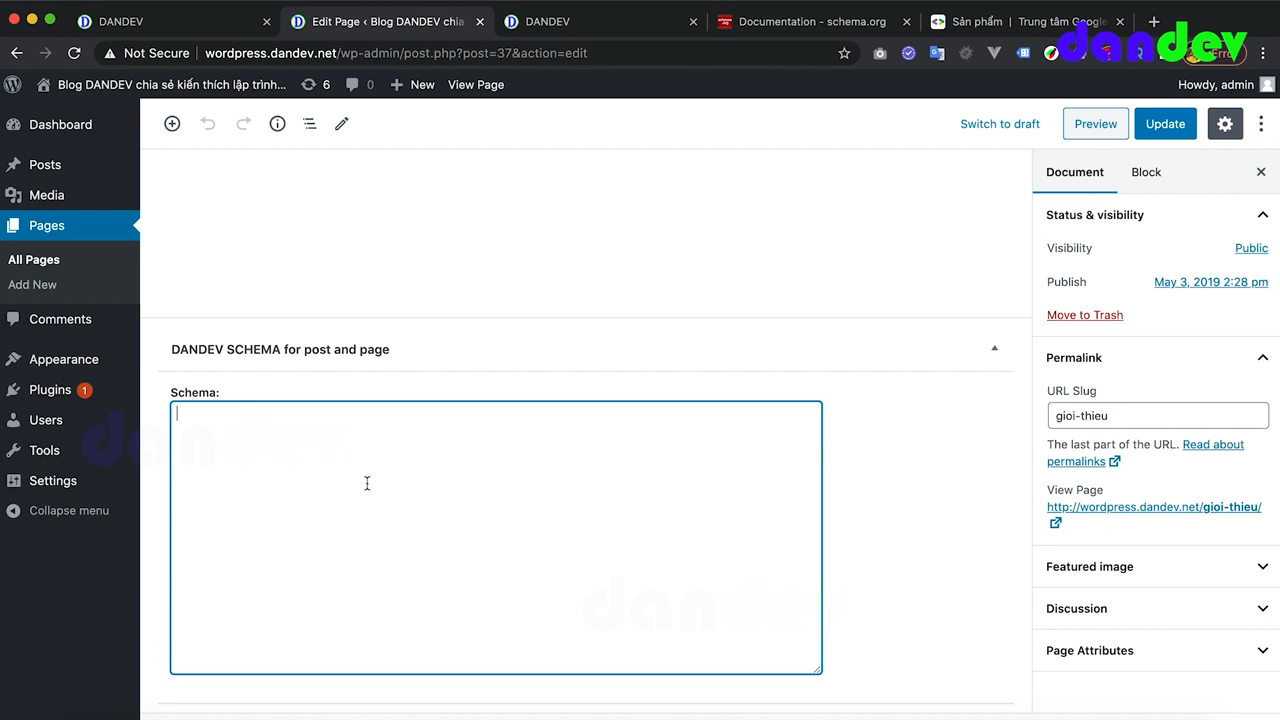 DANDEV
Edit Page < Blog DANDEV chia
DANDEV
Documentation - schema.org
Sản phẩm | Trung tâm Google
dandev
Not Secure
wordpress.dandev.net/wp-admin/post.php?post=37&action=edit
Blog DANDEV chia sẻ kiến thích lập trình...
6
0
New
View Page
Howdy, admin
Dashboard
Posts
Media
Pages
All Pages
Add New
Comments
Appearance
Plugins 1
Users
Tools
Settings
Collapse menu
Switch to draft
Preview
Update
DANDEV SCHEMA for post and page
Schema:
dandev
dandev
Document
Block
Status & visibility
Visibility
Public
Publish
May 3, 2019 2:28 pm
Move to Trash
Permalink
URL Slug
gioi-thieu
The last part of the URL. Read about
permalinks
View Page
http://wordpress.dandev.net/gioi-thieu/
Featured image
Discussion
Page Attributes